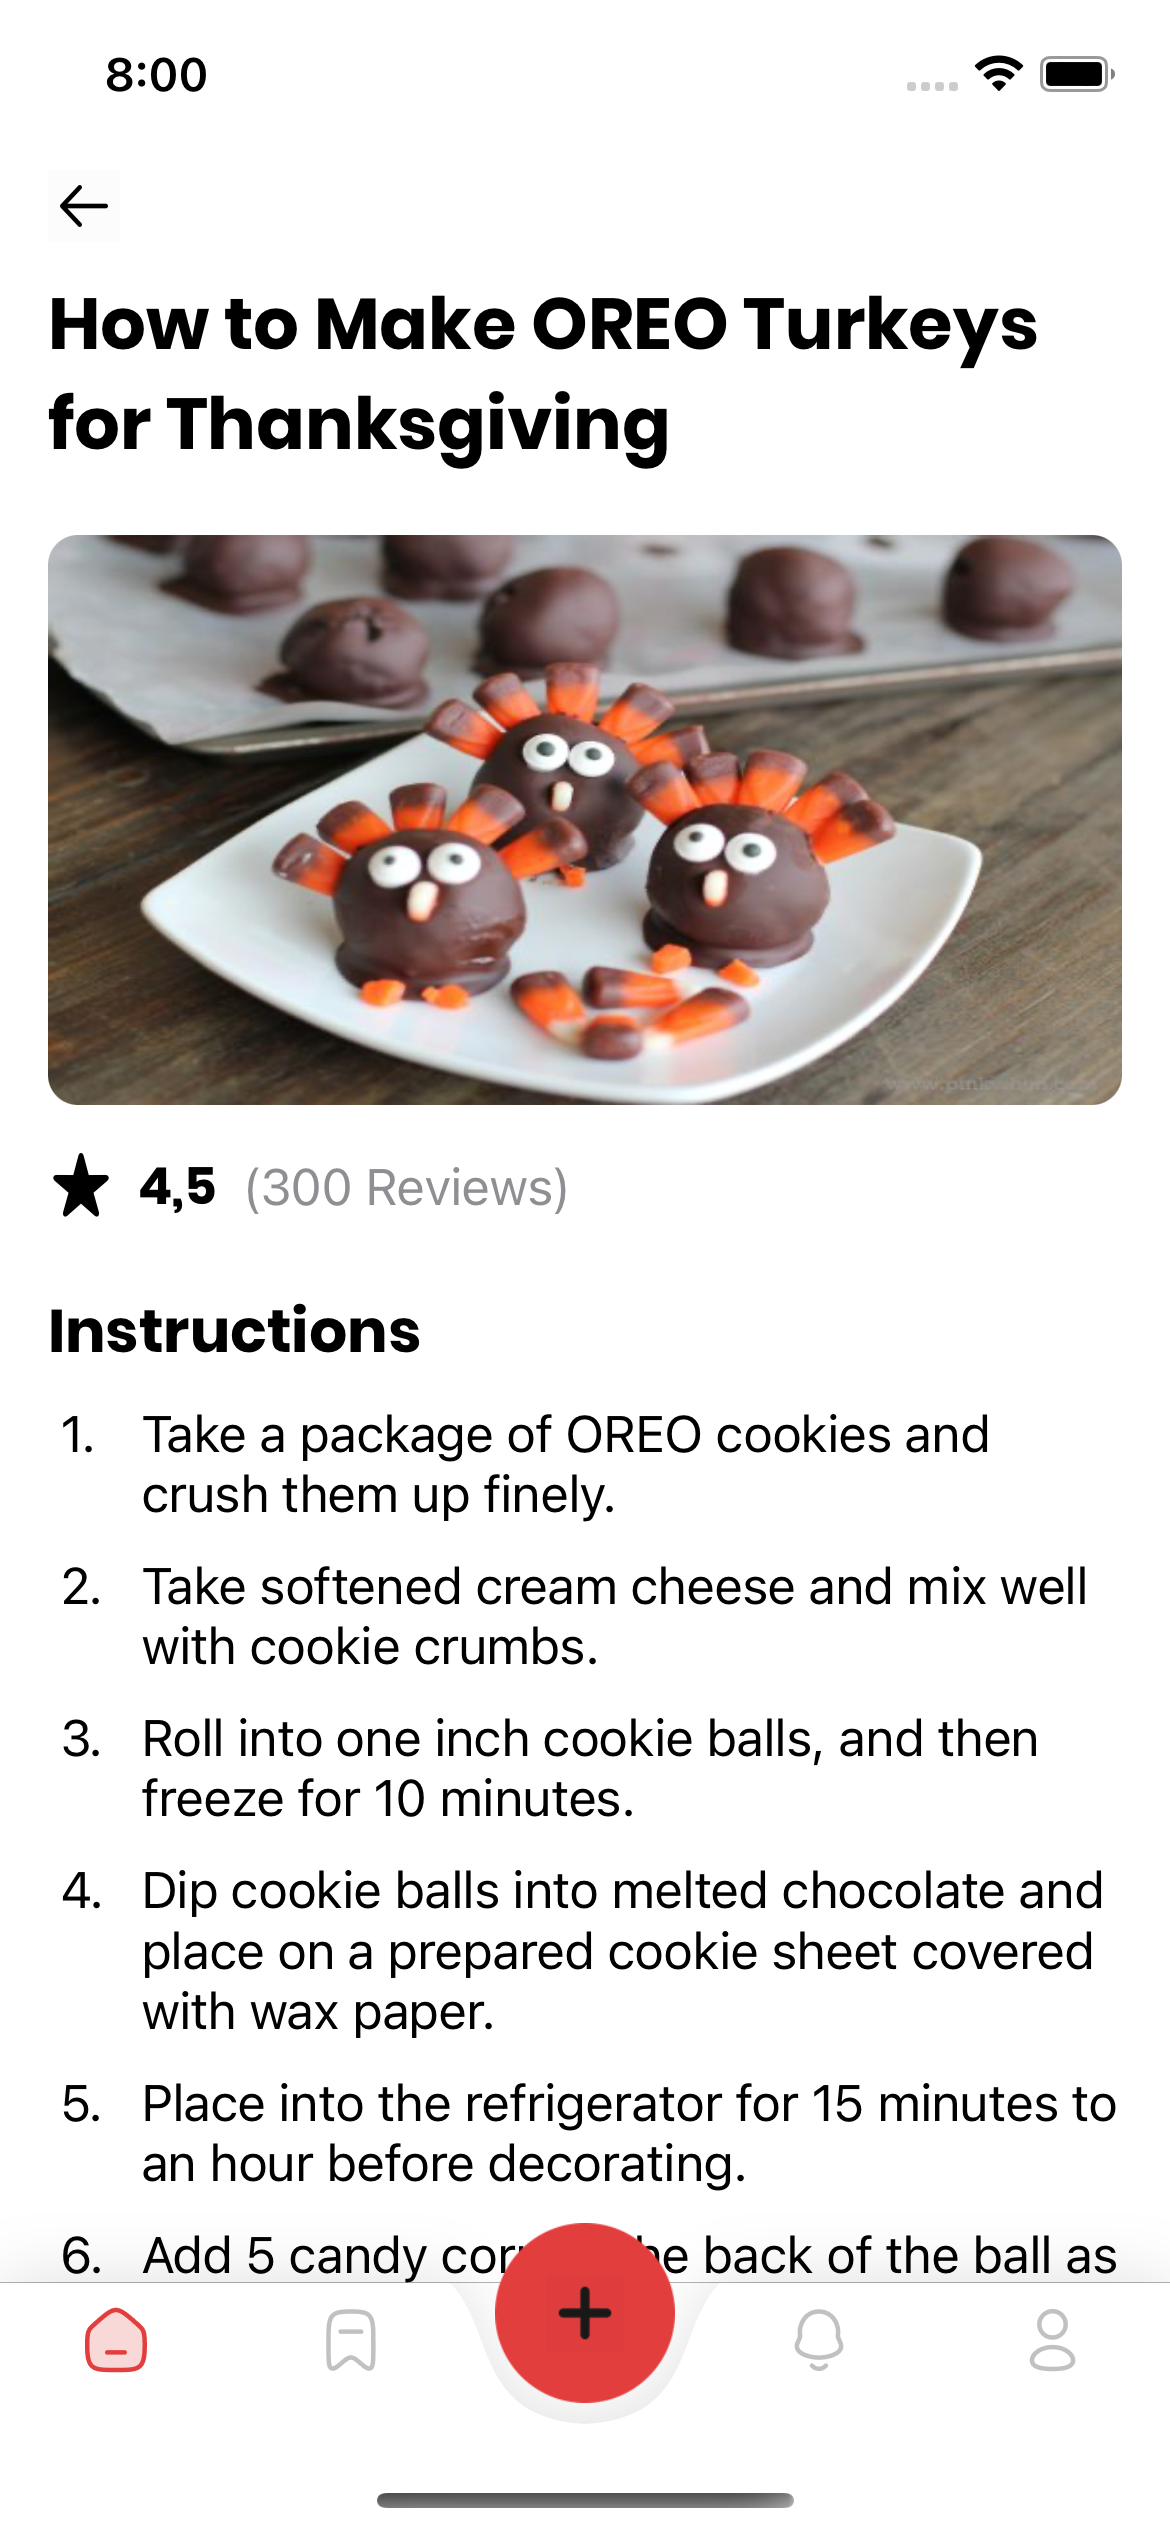 8:00
How to Make OREO Turkeys
for Thanksgiving
4,5 (300 Reviews)
Instructions
1. Take a package of OREO cookies and
crush them up finely.
2. Take softened cream cheese and mix well
with cookie crumbs.
3. Roll into one inch cookie balls, and then
freeze for 10 minutes.
4. Dip cookie balls into melted chocolate and
place on a prepared cookie sheet covered
with wax paper.
5. Place into the refrigerator for 15 minutes to
an hour before decorating.
6. Add 5 candy back of the ball as